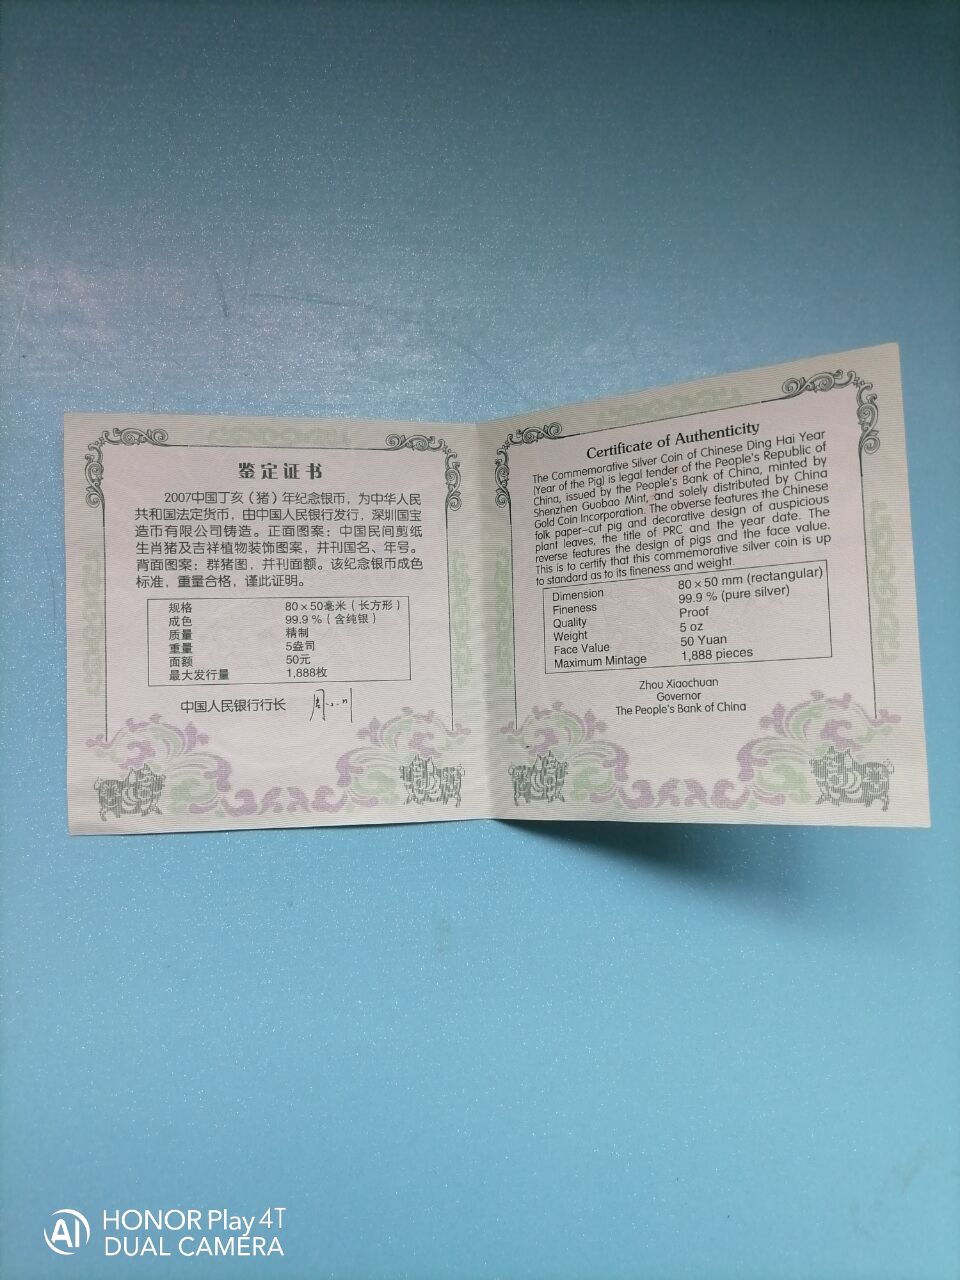 鉴定证书
2007中国丁亥(猪)年纪念银币,为中华人民
共和国法定货币,由中国人民银行发行,深圳国宝
造币有限公司铸造。正面图案:中国民间剪纸
生肖猪及吉祥植物装饰图案,并刊国名、年号。
背面图案:群猪图,并刊面额。该纪念银币成色
标准,重量合格,谨此证明。
规格 80×50毫米(长方形)
成色 99.9%(含纯银)
质量 精制
重量 5盎司
面额 50元
最大发行量 1,888枚
中国人民银行行长
Certificate of Authenticity
The Commemorative Silver Coin of Chinese Ding Hai Year
(Year of the Pig) is legal tender of the People's Republic of
China, issued by the People's Bank of China, minted by
Shenzhen Guobao Mint, and solely distributed by China
Gold Coin Incorporation. The obverse features the Chinese
folk paper-cut pig and decorative design of auspicious
plant leaves, the title of PRC and the year date. The
reverse features the design of pigs and the face value.
This is to certify that this commemorative silver coin is up
to standard as to its fineness and weight.
Dimension 80×50 mm (rectangular)
Fineness 99.9 % (pure silver)
Quality Proof
Weight 5 oz
Face Value 50 Yuan
Maximum Mintage 1,888 pieces
Zhou Xiaochuan
Governor
The People's Bank of China
AI HONOR Play 4T
DUAL CAMERA